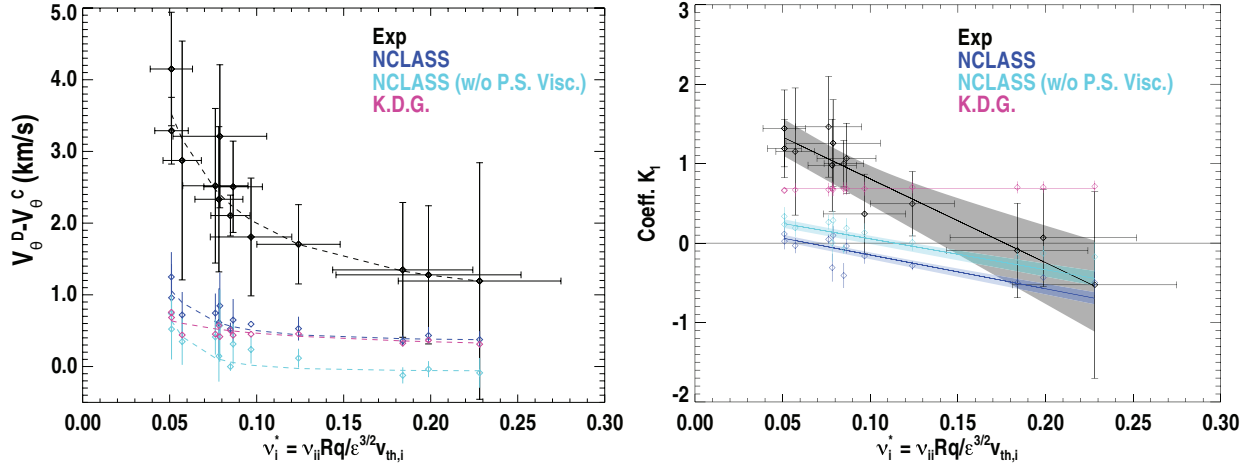 5.0
4.0
3.0
2.0
1.0
0.0
V_θ^D-V_θ^C (km/s)
Exp
NCLASS
NCLASS (w/o P.S. Visc.)
K.D.G.
0.00 0.05 0.10 0.15 0.20 0.25 0.30
ν_i^* = ν_ii Rq/ε^3/2 v_th,i
3
2
1
0
-1
-2
Coeff. K_1
Exp
NCLASS
NCLASS (w/o P.S. Visc.)
K.D.G.
0.00 0.05 0.10 0.15 0.20 0.25 0.30
ν_i^* = ν_ii Rq/ε^3/2 v_th,i